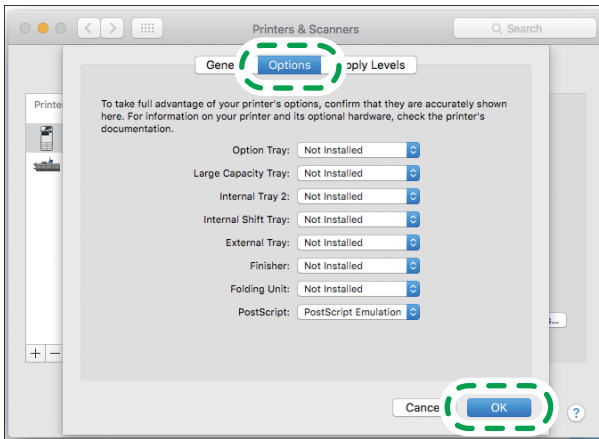 Printers & Scanners
Search
Gene Options pply Levels
Printe
To take full advantage of your printer's options, confirm that they are accurately shown
here. For information on your printer and its optional hardware, check the printer's
documentation.
Option Tray: Not Installed
Large Capacity Tray: Not Installed
Internal Tray 2: Not Installed
Internal Shift Tray: Not Installed
External Tray: Not Installed
Finisher: Not Installed
Folding Unit: Not Installed
PostScript: PostScript Emulation
s...
+ −
Cance OK
?